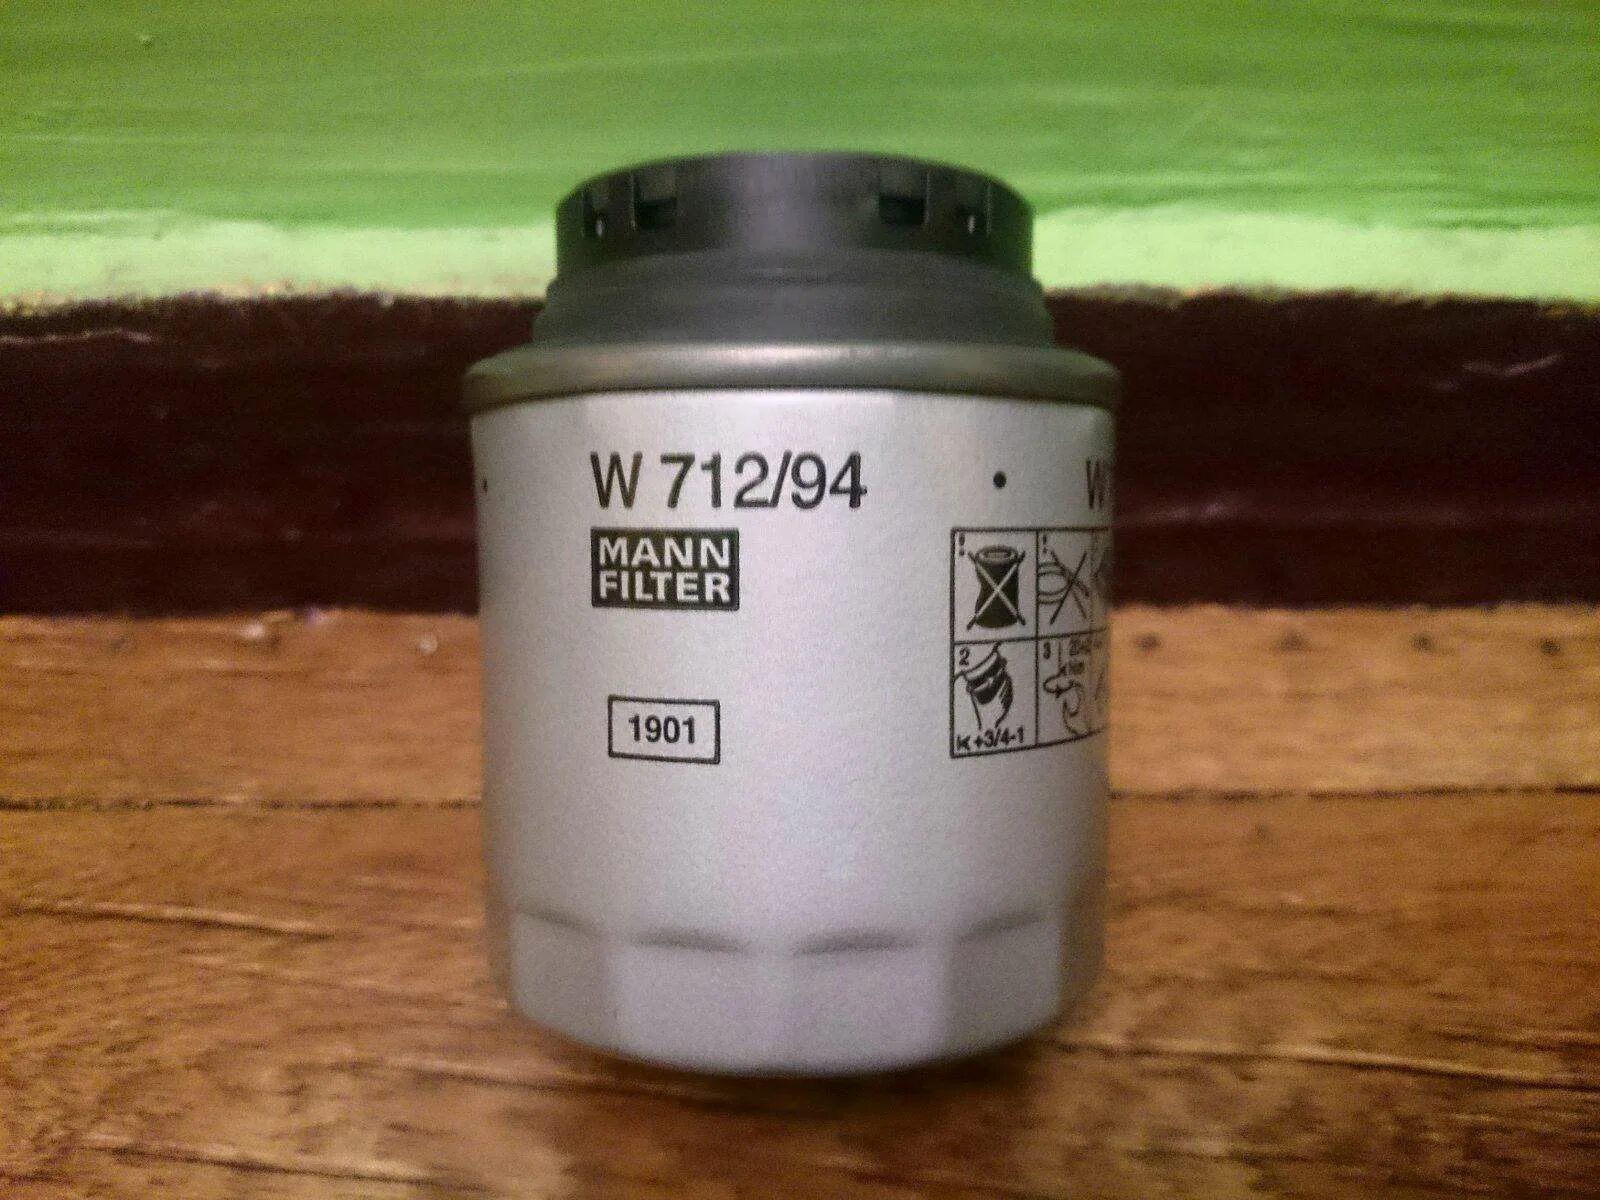 W 712/94
MANN
FILTER
1901
W
2
3
+3/4-1